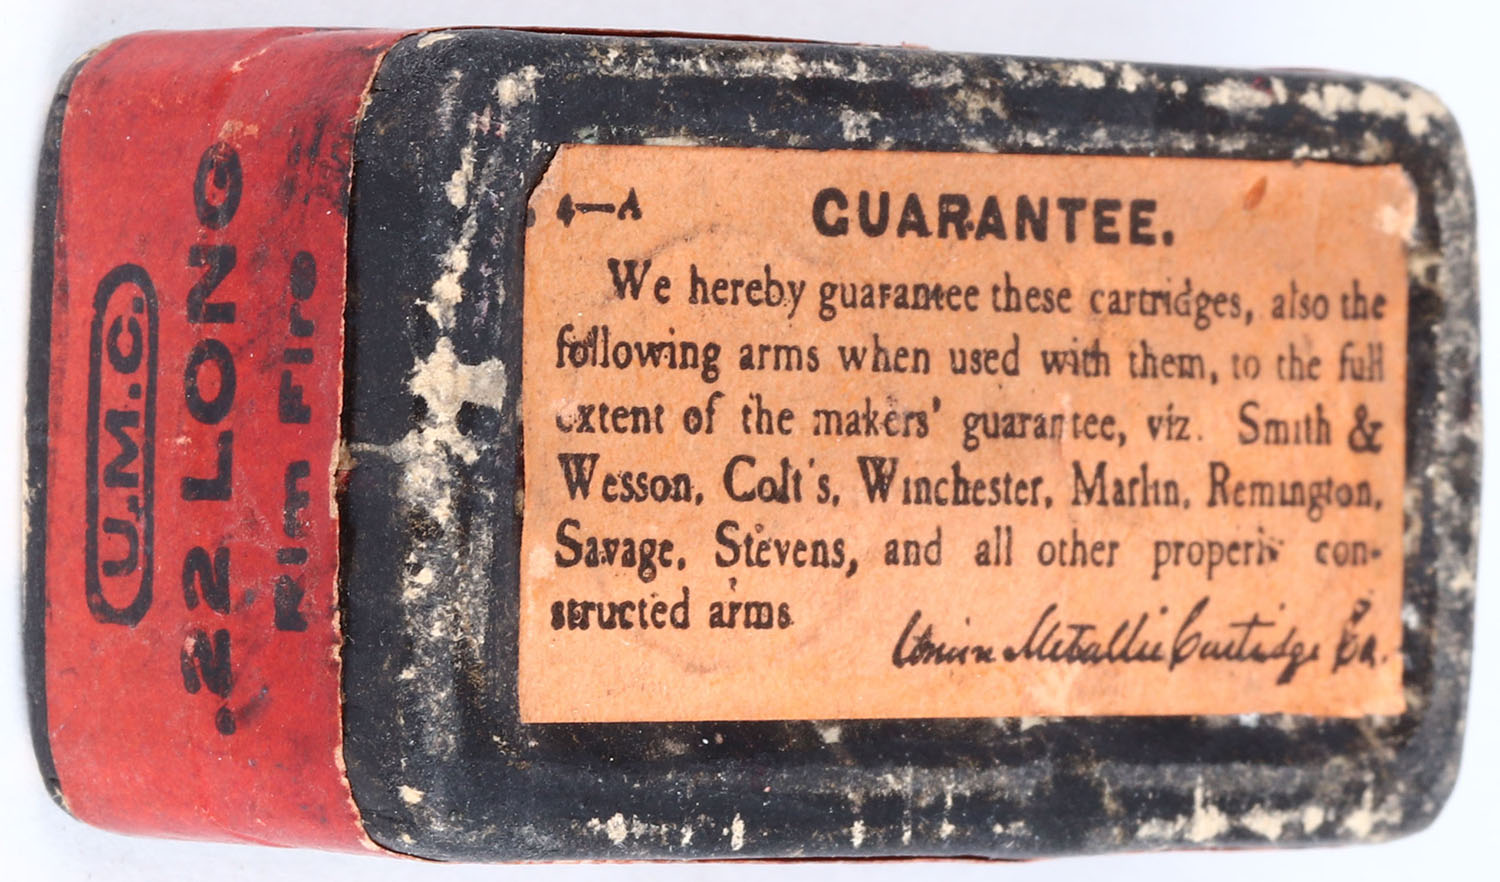 U.M.C.
.22 LONG
Rim Fire
4—A
GUARANTEE.
We hereby guarantee these cartridges, also the
following arms when used with them, to the full
extent of the makers' guarantee, viz. Smith &
Wesson, Colt's, Winchester, Marlin, Remington,
Savage, Stevens, and all other properly con-
structed arms
Union Metallic Cartridge Co.